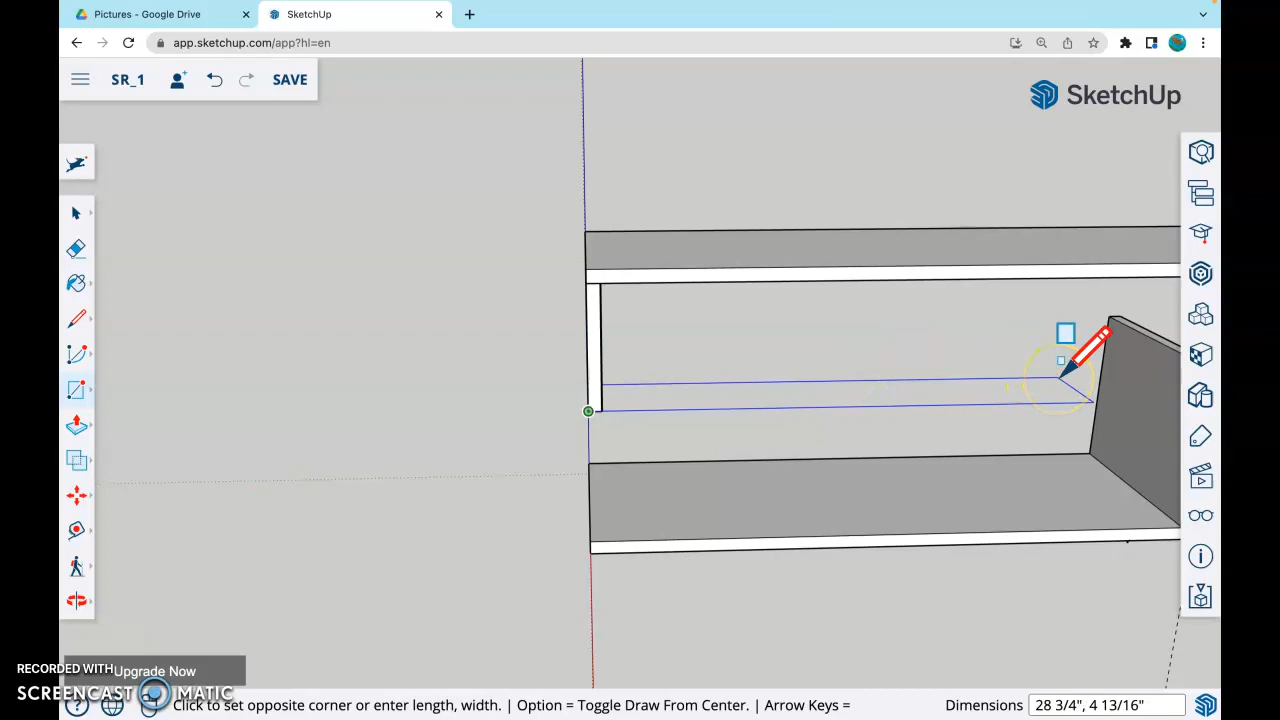 Pictures - Google Drive
SketchUp
app.sketchup.com/app?hl=en
SR_1
SAVE
SketchUp
Upgrade Now
RECORDED WITH
SCREENCAST MATIC
Click to set opposite corner or enter length, width. | Option = Toggle Draw From Center. | Arrow Keys =
Dimensions
28 3/4", 4 13/16"